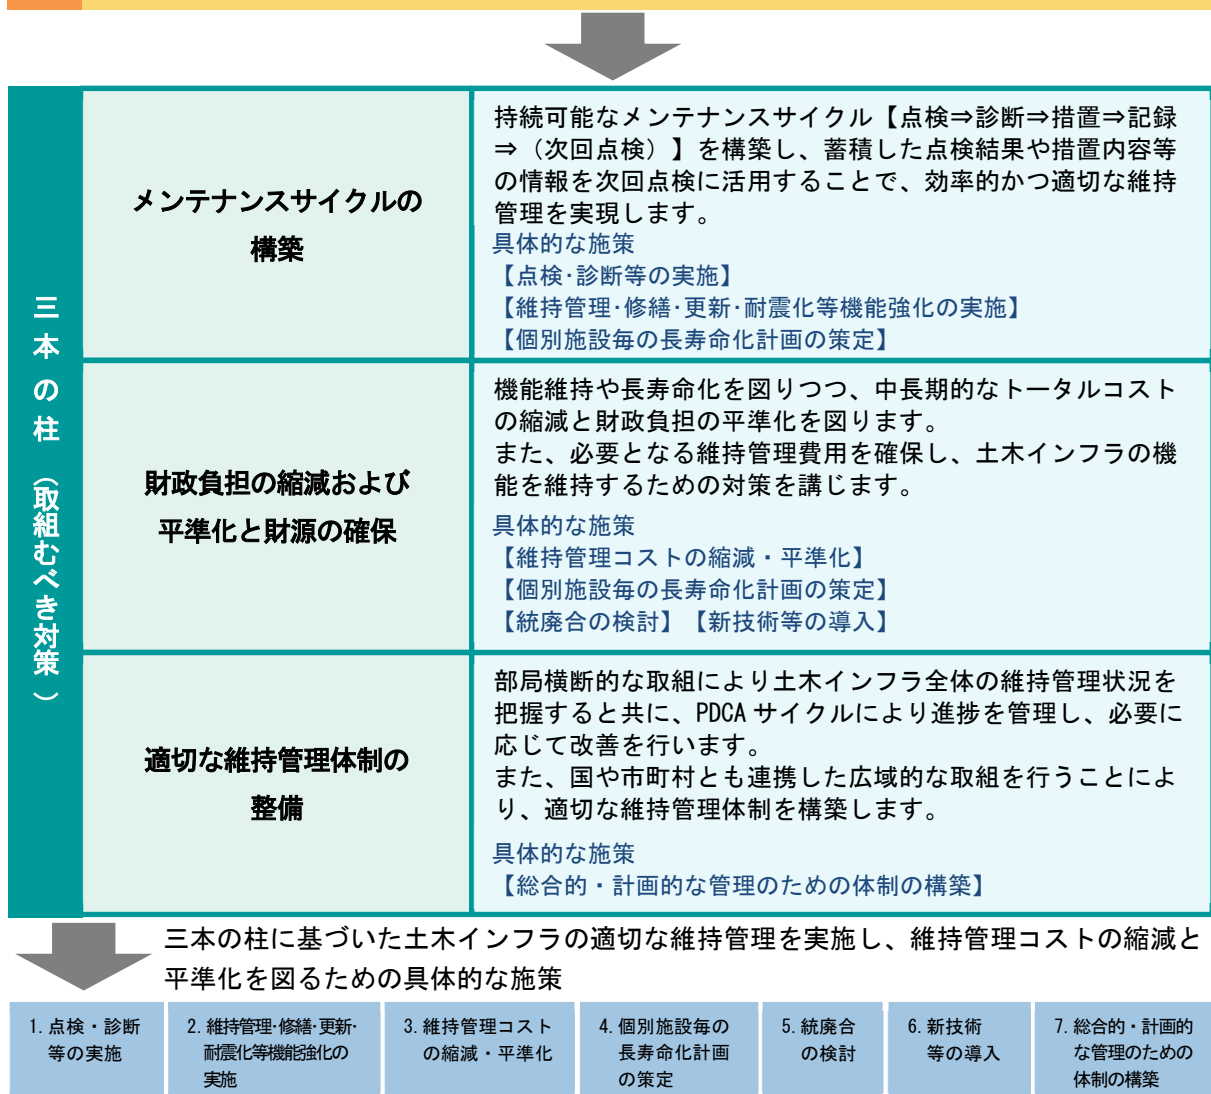 三本の柱（取組むべき対策）
メンテナンスサイクルの
構築
持続可能なメンテナンスサイクル【点検⇒診断⇒措置⇒記録
⇒（次回点検）】を構築し、蓄積した点検結果や措置内容等
の情報を次回点検に活用することで、効率的かつ適切な維持
管理を実現します。
具体的な施策
【点検･診断等の実施】
【維持管理･修繕･更新･耐震化等機能強化の実施】
【個別施設毎の長寿命化計画の策定】
財政負担の縮減および
平準化と財源の確保
機能維持や長寿命化を図りつつ、中長期的なトータルコスト
の縮減と財政負担の平準化を図ります。
また、必要となる維持管理費用を確保し、土木インフラの機
能を維持するための対策を講じます。
具体的な施策
【維持管理コストの縮減・平準化】
【個別施設毎の長寿命化計画の策定】
【統廃合の検討】【新技術等の導入】
適切な維持管理体制の
整備
部局横断的な取組により土木インフラ全体の維持管理状況を
把握すると共に、PDCA サイクルにより進捗を管理し、必要に
応じて改善を行います。
また、国や市町村とも連携した広域的な取組を行うことによ
り、適切な維持管理体制を構築します。
具体的な施策
【総合的・計画的な管理のための体制の構築】
三本の柱に基づいた土木インフラの適切な維持管理を実施し、維持管理コストの縮減と
平準化を図るための具体的な施策
1. 点検・診断
等の実施
2. 維持管理･修繕･更新･
耐震化等機能強化の
実施
3. 維持管理コスト
の縮減・平準化
4. 個別施設毎の
長寿命化計画
の策定
5. 統廃合
の検討
6. 新技術
等の導入
7. 総合的・計画的
な管理のための
体制の構築